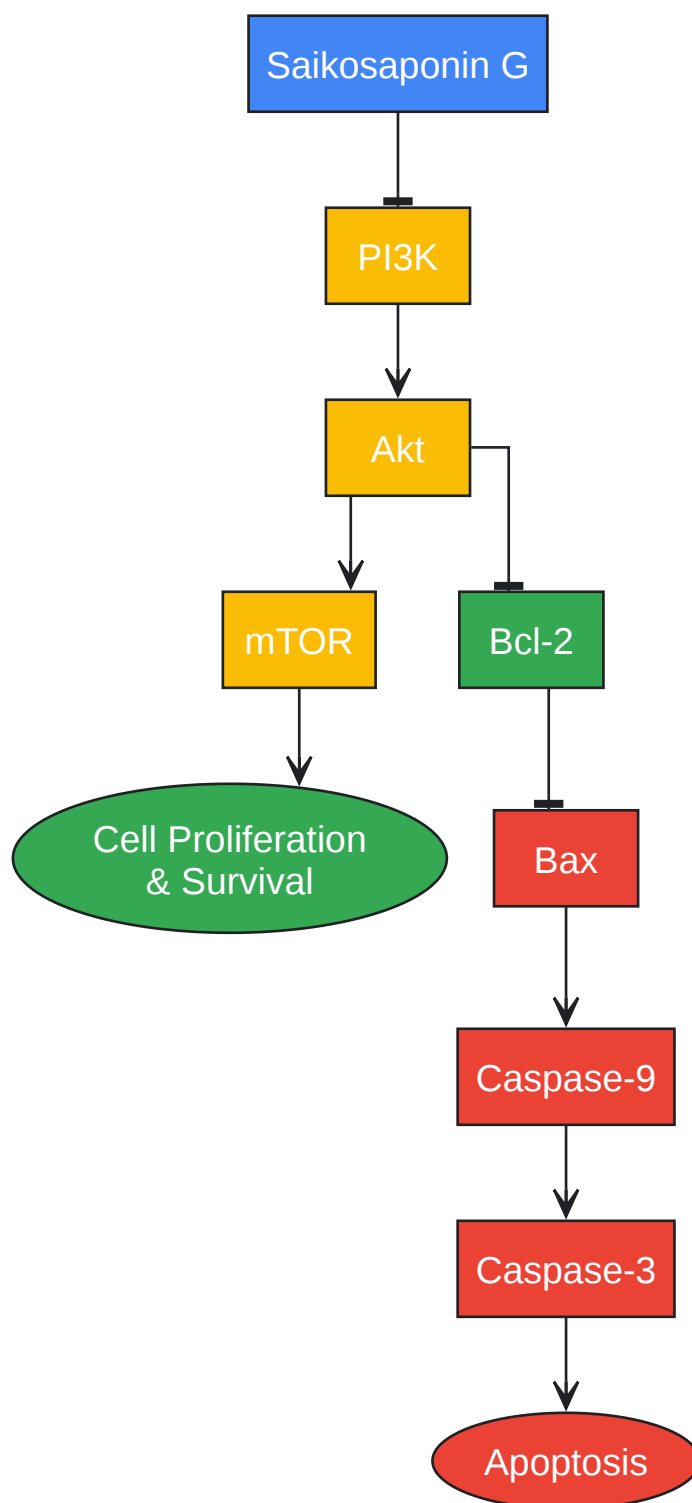 Saikosaponin G
PI3K
Akt
mTOR
Bcl-2
Cell Proliferation
& Survival
Bax
Caspase-9
Caspase-3
Apoptosis